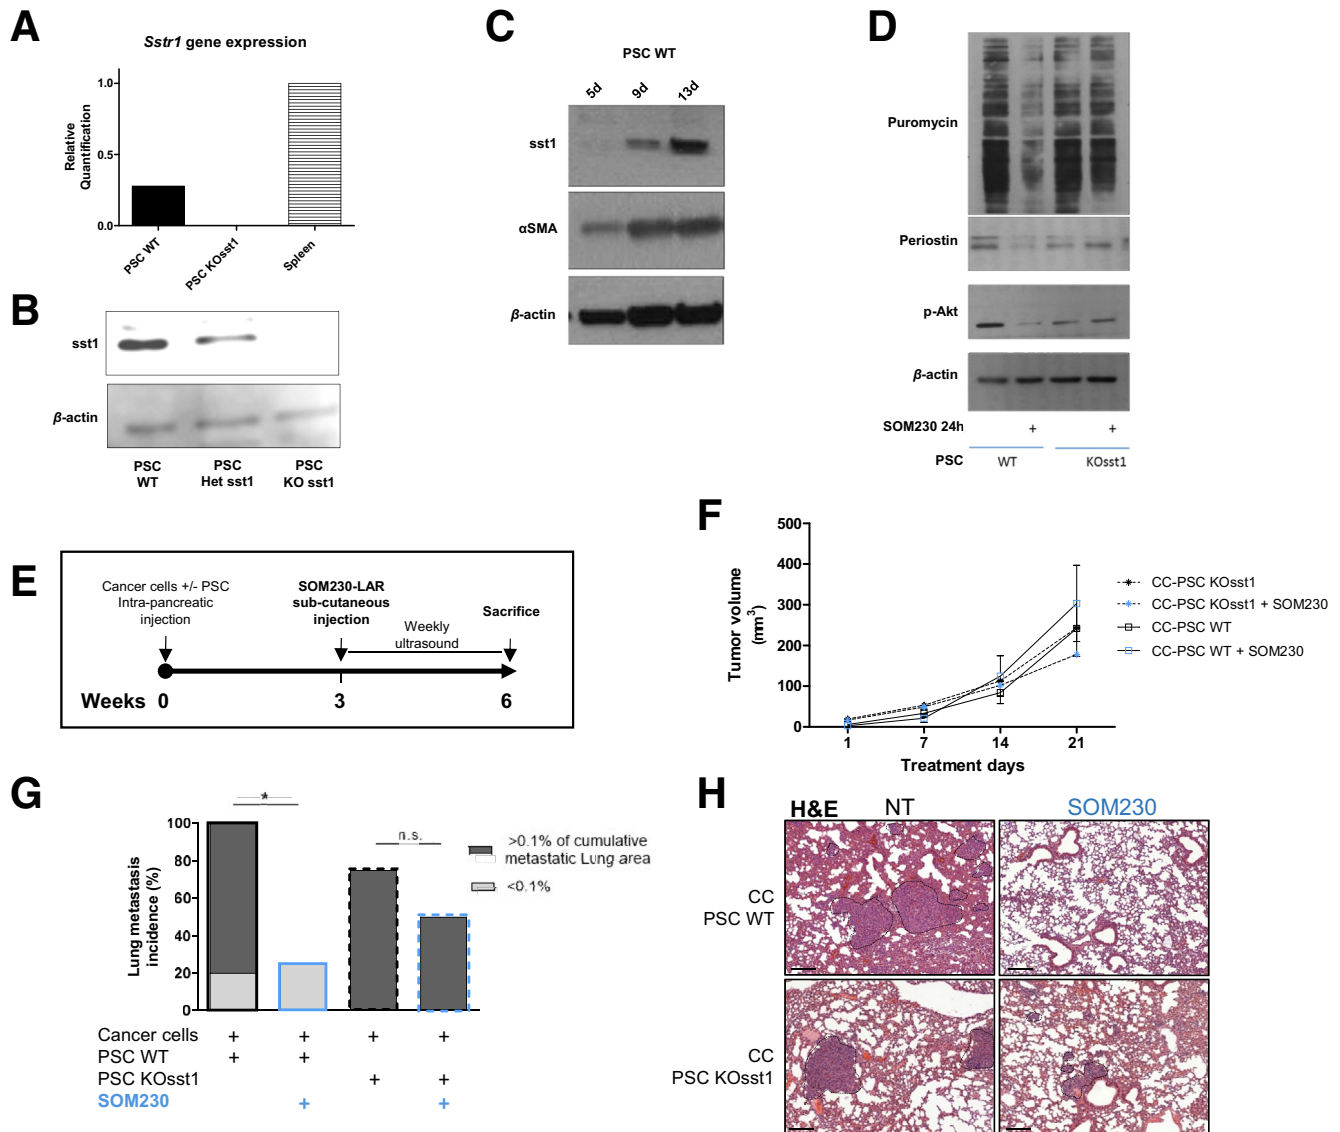 A
Sstr1 gene expression
Relative
Quantification
1.0
0.5
0.0
PSC WT
PSC KOsst1
Spleen
B
sst1
β-actin
PSC
WT
PSC
Het sst1
PSC
KO sst1
C
PSC WT
5d
9d
13d
sst1
αSMA
β-actin
D
Puromycin
Periostin
p-Akt
β-actin
SOM230 24h
+
+
PSC
WT
KOsst1
E
Cancer cells +/- PSC
Intra-pancreatic
injection
SOM230-LAR
sub-cutaneous
injection
Weekly
ultrasound
Sacrifice
Weeks 0
3
6
F
Tumor volume
(mm3)
500
400
300
200
100
0
1
7
14
21
Treatment days
CC-PSC KOsst1
CC-PSC KOsst1 + SOM230
CC-PSC WT
CC-PSC WT + SOM230
G
Lung metastasis
incidence (%)
100
80
60
40
20
0
*
n.s.
>0.1% of cumulative
metastatic Lung area
<0.1%
Cancer cells + + + +
PSC WT + +
PSC KOsst1 + +
SOM230 + +
H
H&E
NT
SOM230
CC
PSC WT
CC
PSC KOsst1